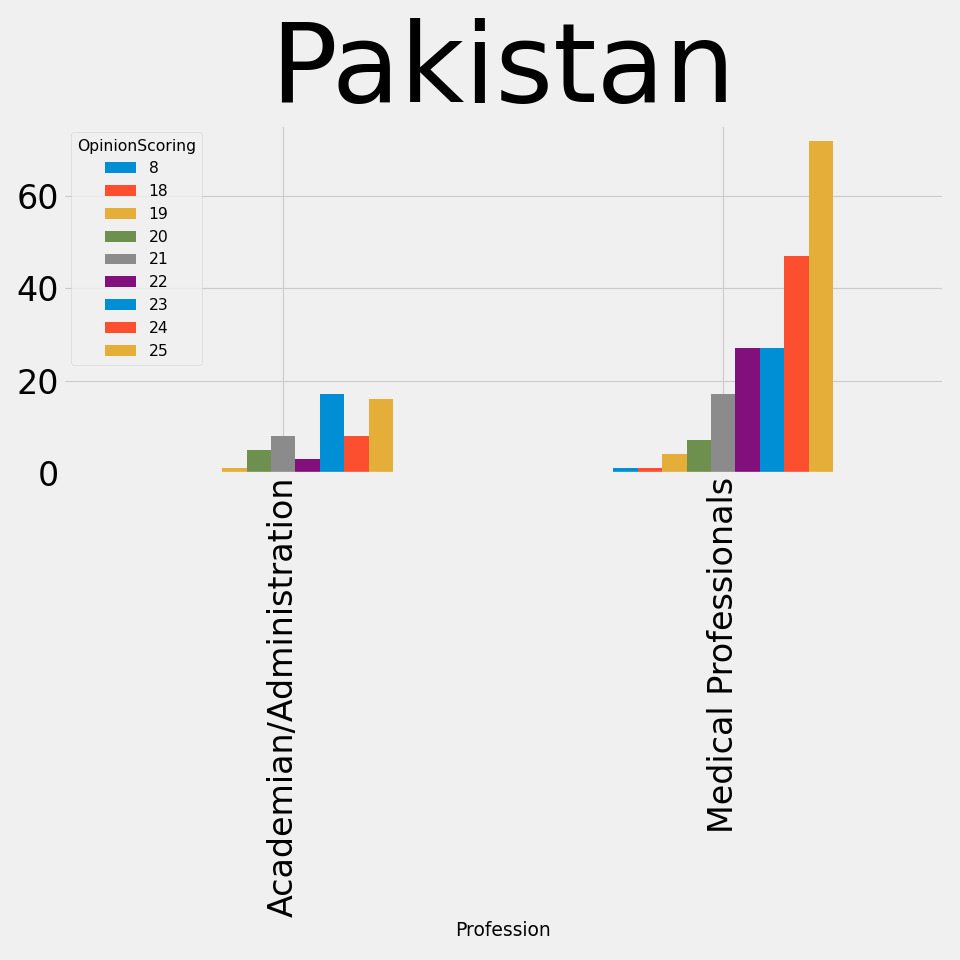 Pakistan
OpinionScoring
8
18
19
20
21
22
23
24
25
60
40
20
0
Academian/Administration
Medical Professionals
Profession